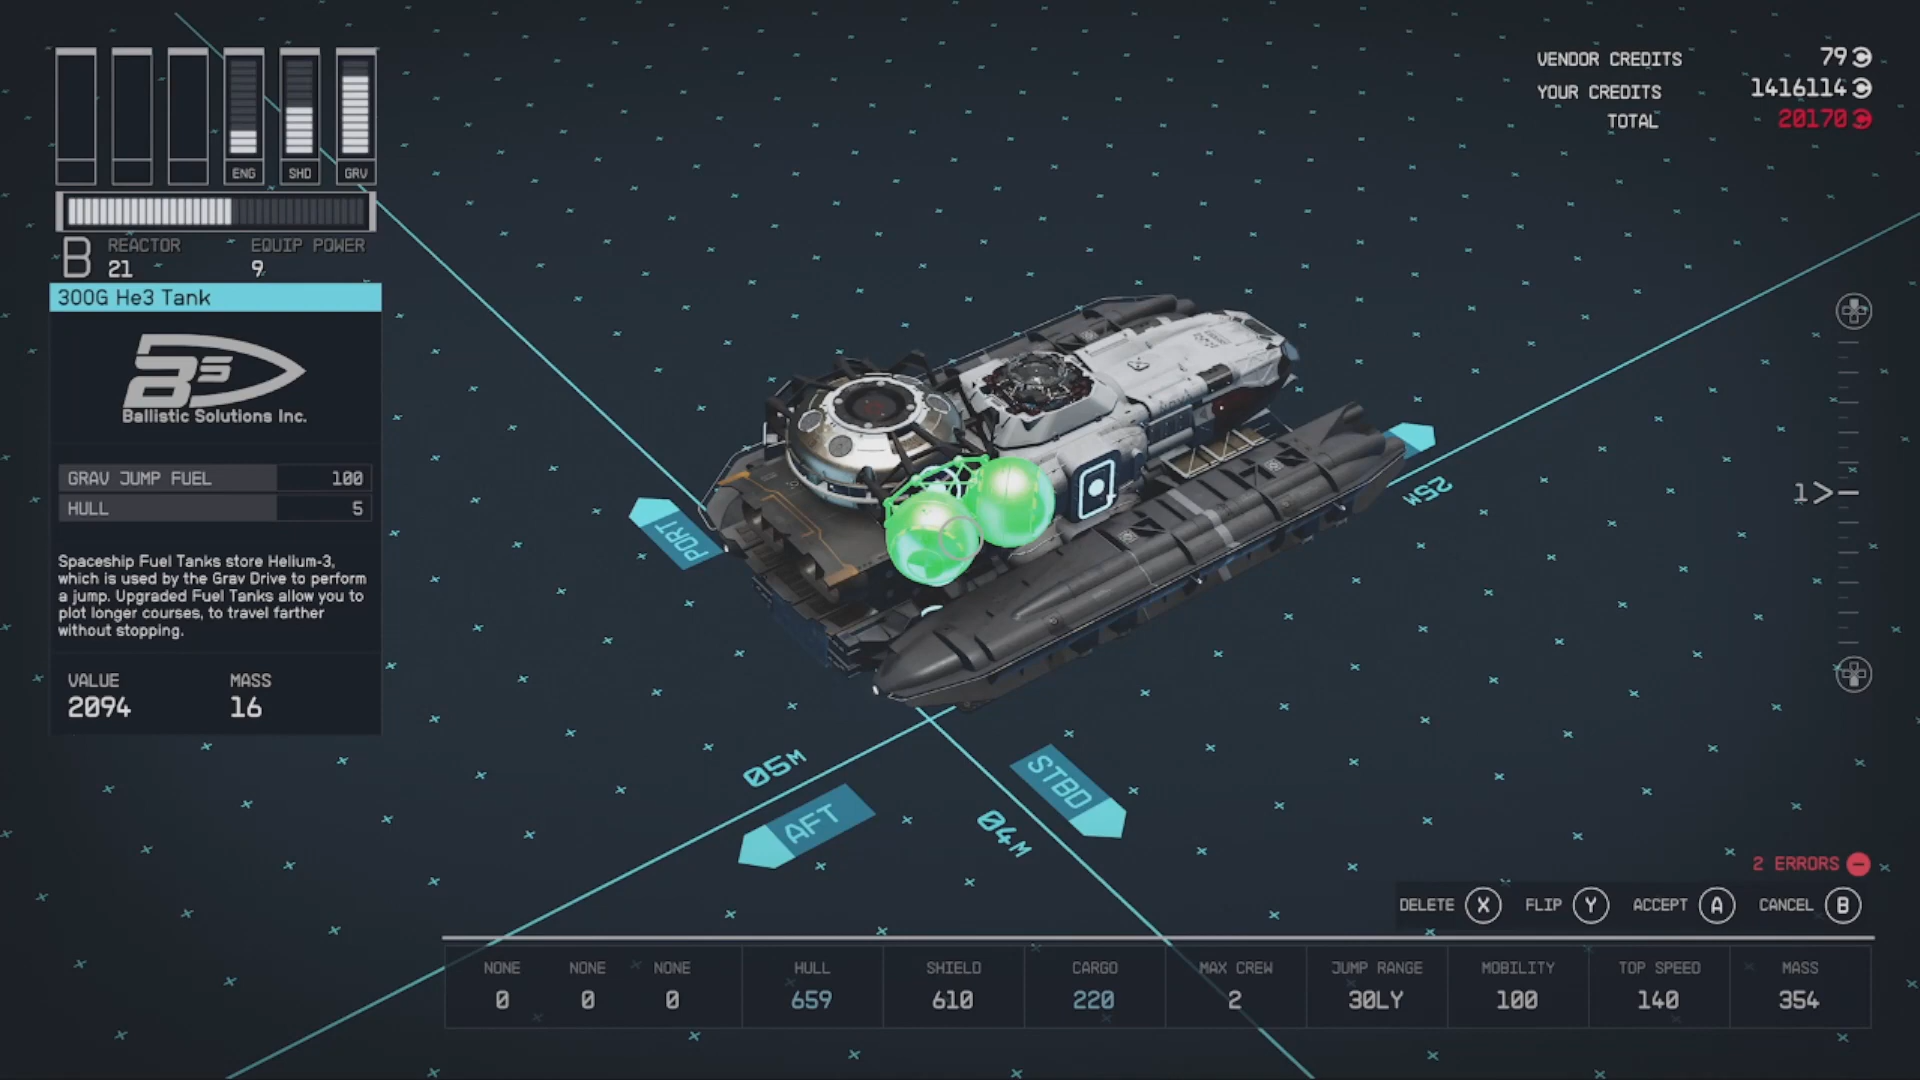 VENDOR CREDITS 79
YOUR CREDITS 1416114
TOTAL 20170
ENG SHD GRV
B REACTOR EQUIP POWER
21 9
300G He3 Tank
Ballistic Solutions Inc.
GRAV JUMP FUEL 100
HULL 5
Spaceship Fuel Tanks store Helium-3,
which is used by the Grav Drive to perform
a jump. Upgraded Fuel Tanks allow you to
plot longer courses, to travel farther
without stopping.
VALUE MASS
2094 16
PORT
25M
1>
05M
AFT
STBD
04M
2 ERRORS
DELETE X FLIP Y ACCEPT A CANCEL B
NONE NONE NONE HULL SHIELD CARGO MAX CREW JUMP RANGE MOBILITY TOP SPEED MASS
0 0 0 659 610 220 2 30LY 100 140 354